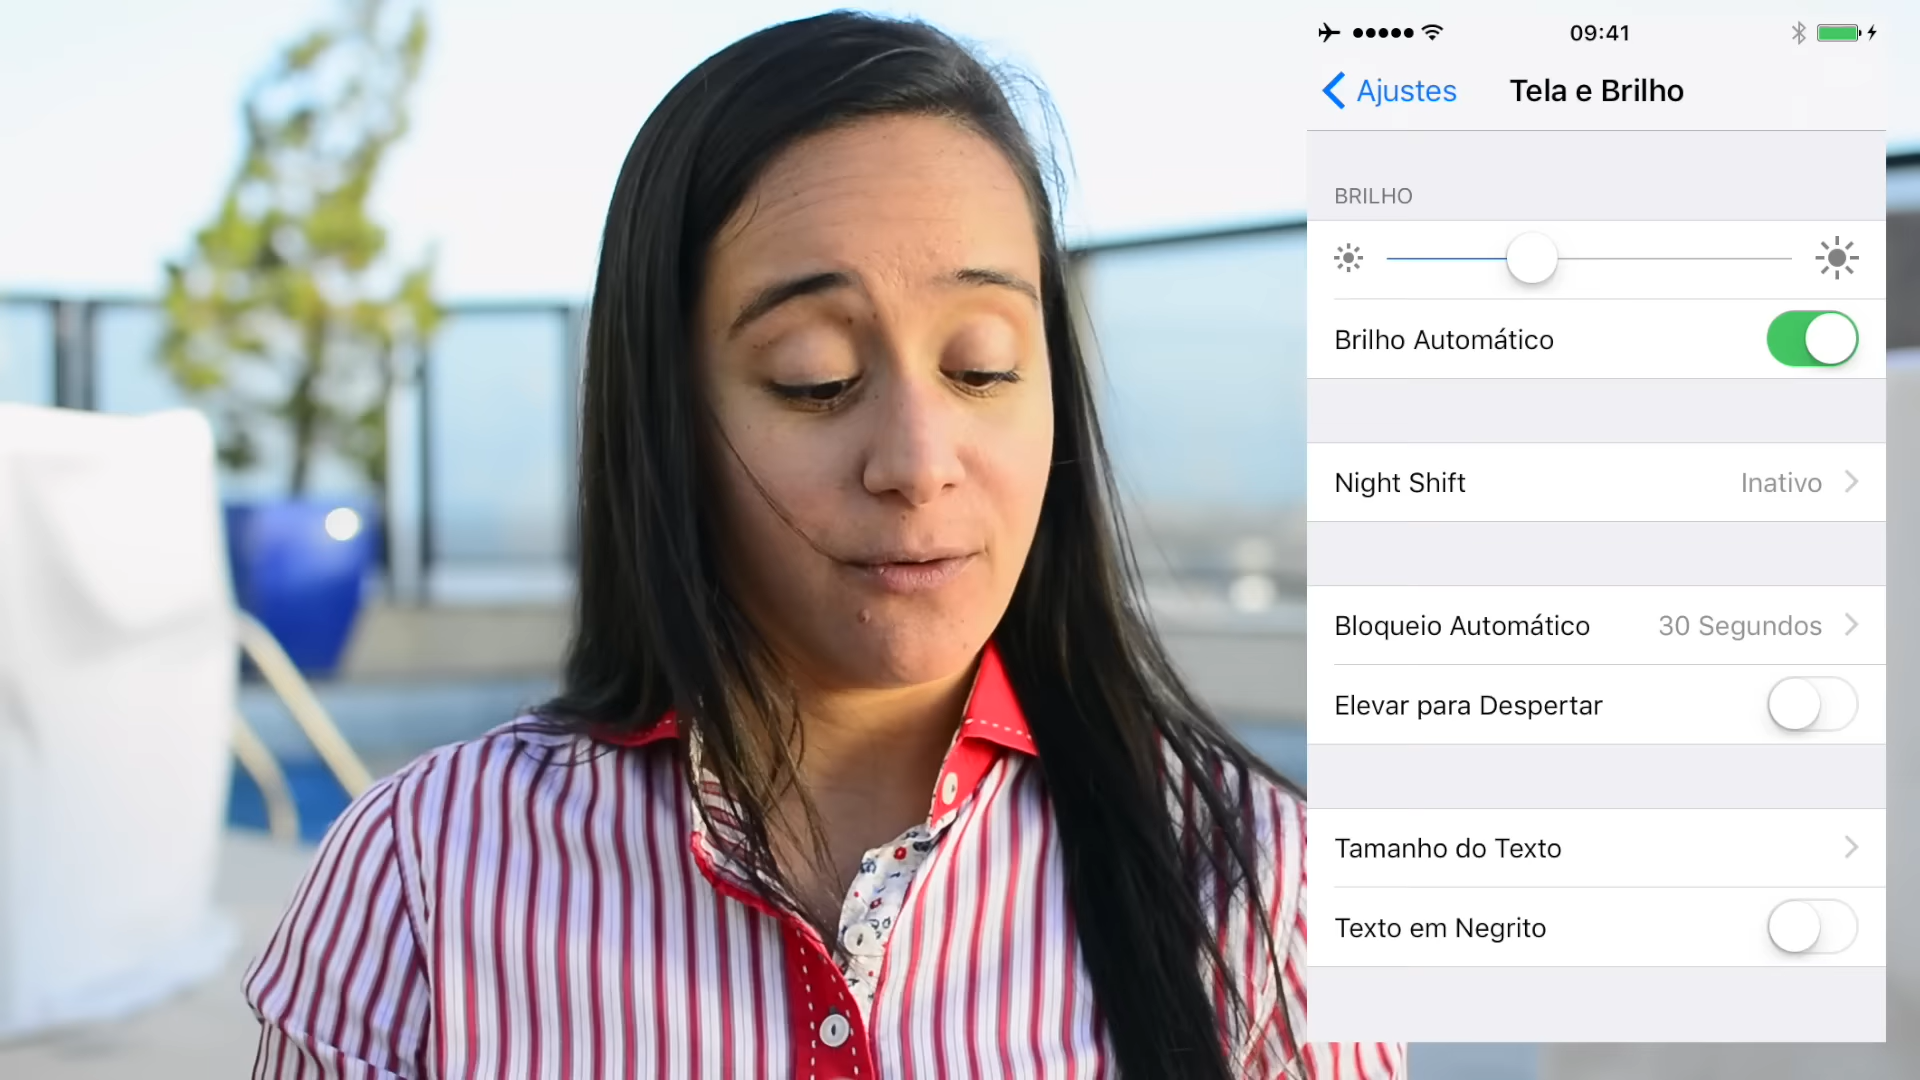 09:41
Ajustes Tela e Brilho
BRILHO
Brilho Automático
Night Shift Inativo
Bloqueio Automático 30 Segundos
Elevar para Despertar
Tamanho do Texto
Texto em Negrito